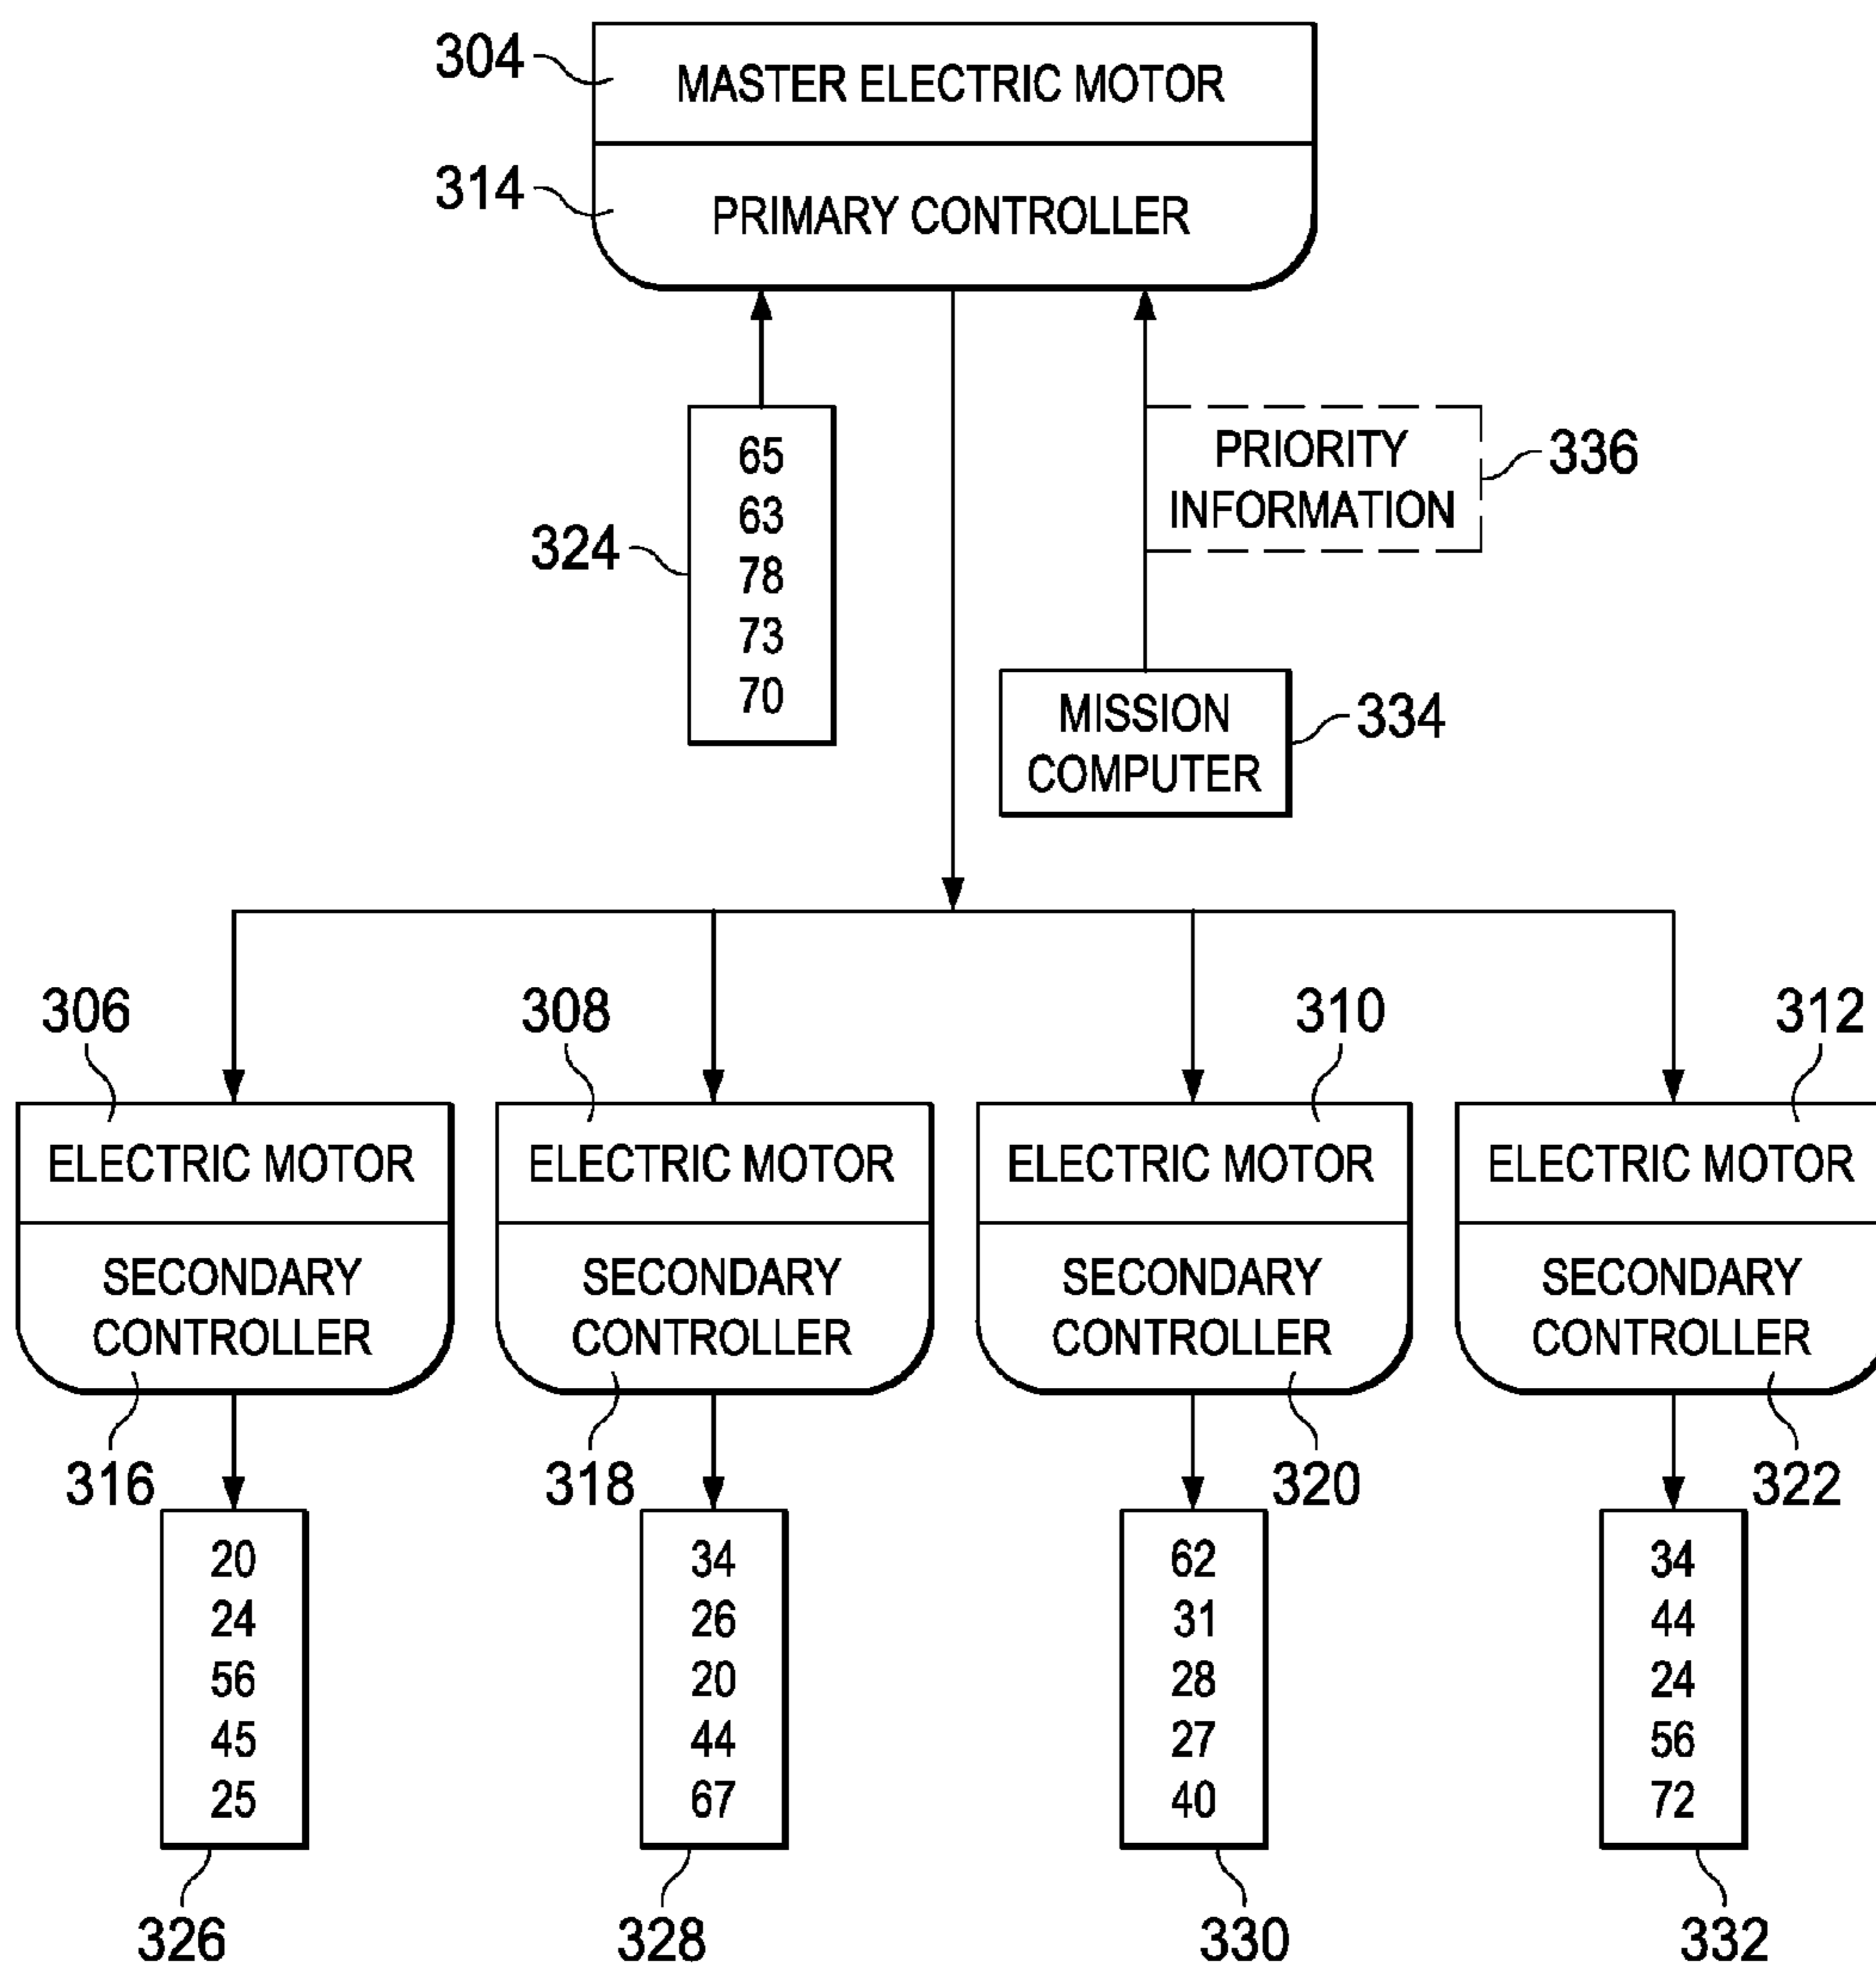 304
MASTER ELECTRIC MOTOR
314
PRIMARY CONTROLLER
324
65
63
78
73
70
PRIORITY
INFORMATION
336
MISSION
COMPUTER
334
306
308
310
312
ELECTRIC MOTOR
ELECTRIC MOTOR
ELECTRIC MOTOR
ELECTRIC MOTOR
SECONDARY
CONTROLLER
SECONDARY
CONTROLLER
SECONDARY
CONTROLLER
SECONDARY
CONTROLLER
316
318
320
322
20
24
56
45
25
34
26
20
44
67
62
31
28
27
40
34
44
24
56
72
326
328
330
332